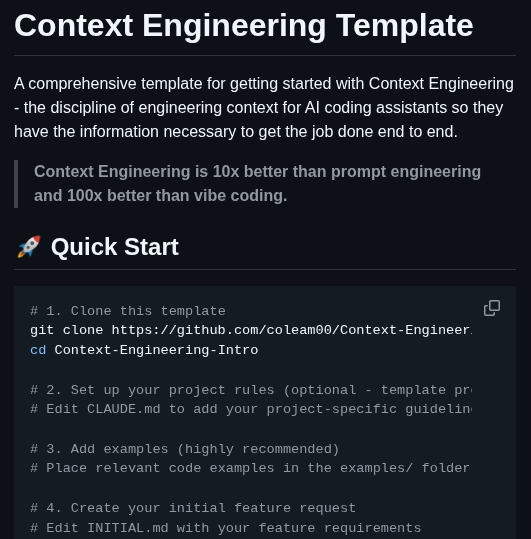 Context Engineering Template
A comprehensive template for getting started with Context Engineering
- the discipline of engineering context for AI coding assistants so they
have the information necessary to get the job done end to end.
Context Engineering is 10x better than prompt engineering
and 100x better than vibe coding.
🚀 Quick Start
# 1. Clone this template
git clone https://github.com/coleam00/Context-Engineer
cd Context-Engineering-Intro
# 2. Set up your project rules (optional - template pr
# Edit CLAUDE.md to add your project-specific guidelin
# 3. Add examples (highly recommended)
# Place relevant code examples in the examples/ folder
# 4. Create your initial feature request
# Edit INITIAL.md with your feature requirements